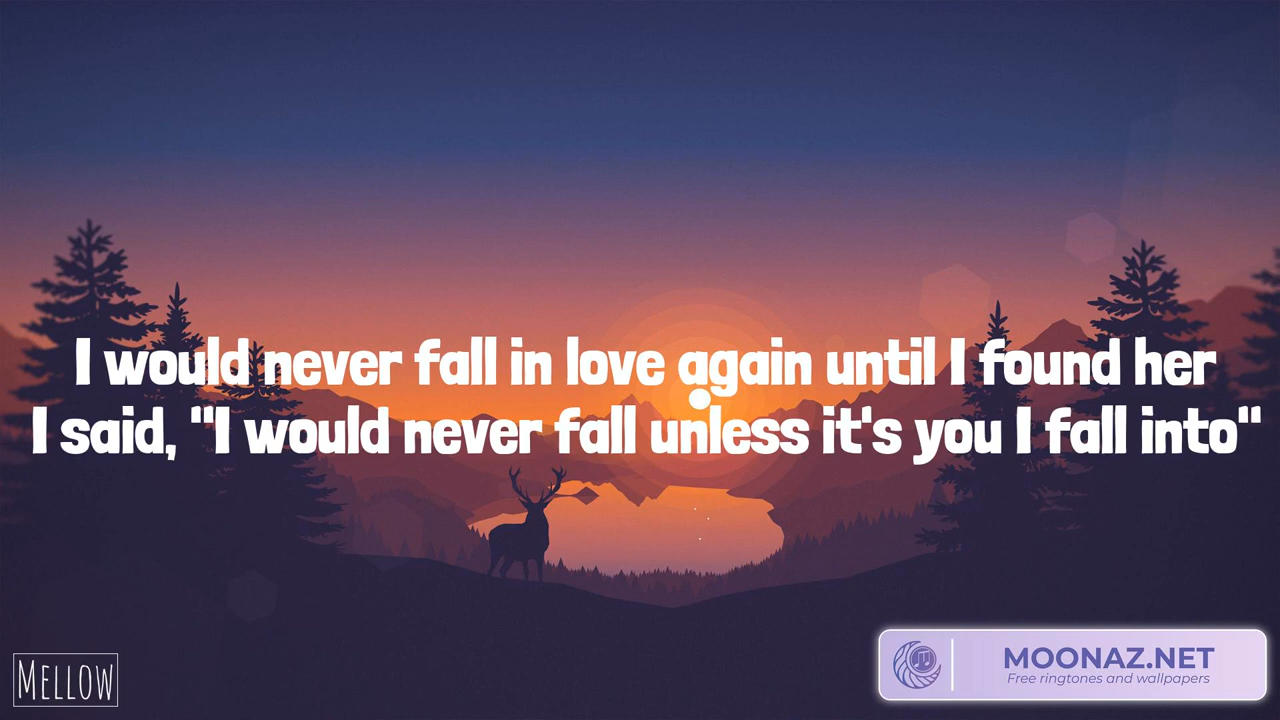 I would never fall in love again until I found her
I said, "I would never fall unless it's you I fall into"
MELLOW
MOONAZ.NET
Free ringtones and wallpapers